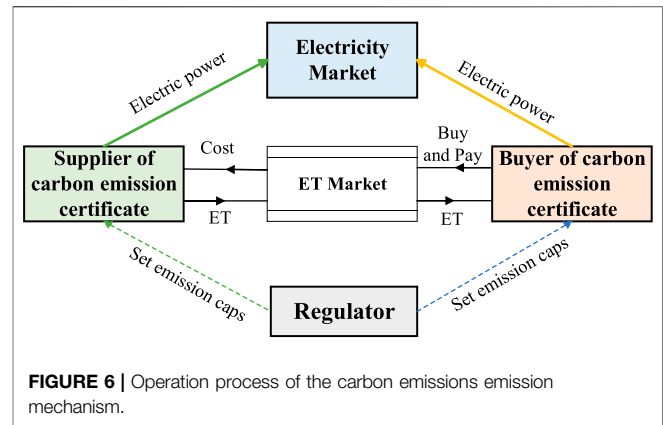 Electricity
Market
Electric power
Electric power
Supplier of
carbon emission
certificate
Cost
ET
ET Market
Buy
and Pay
ET
Buyer of carbon
emission
certificate
Set emission caps
Set emission caps
Regulator
FIGURE 6 | Operation process of the carbon emissions emission
mechanism.